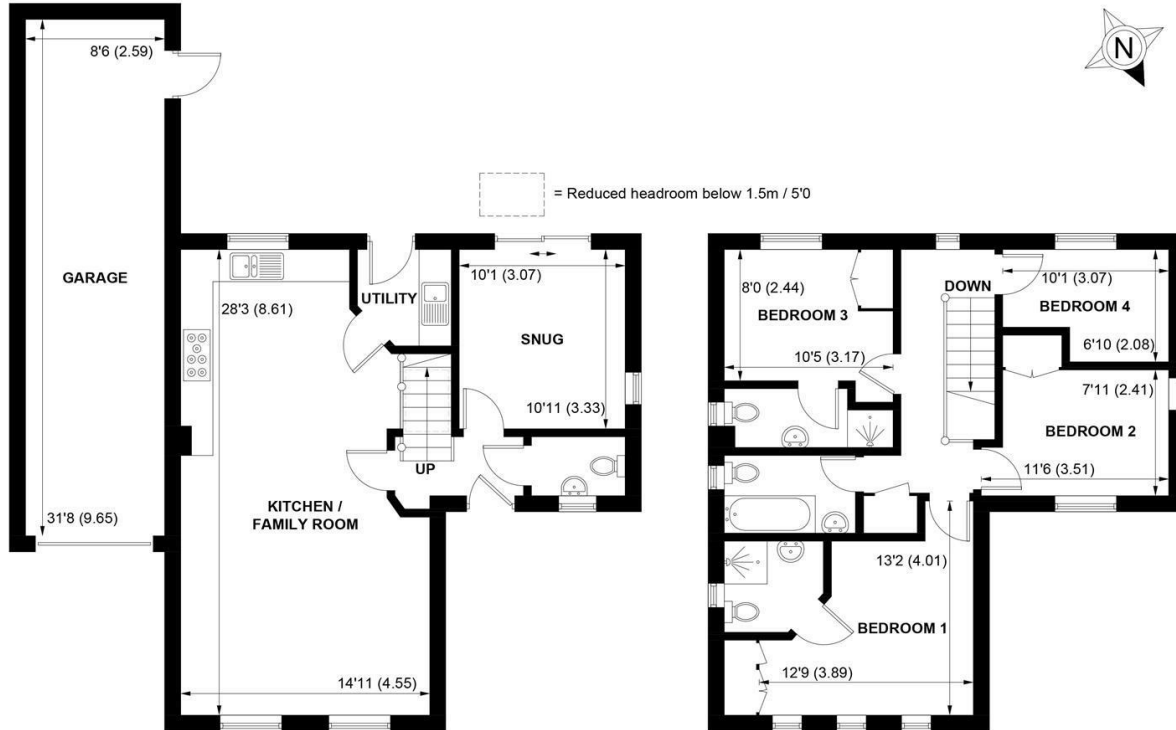 8'6 (2.59)
N
= Reduced headroom below 1.5m / 5'0
GARAGE
31'8 (9.65)
28'3 (8.61)
UTILITY
10'1 (3.07)
SNUG
10'11 (3.33)
UP
KITCHEN /
FAMILY ROOM
14'11 (4.55)
8'0 (2.44)
BEDROOM 3
10'5 (3.17)
DOWN
10'1 (3.07)
BEDROOM 4
6'10 (2.08)
7'11 (2.41)
BEDROOM 2
11'6 (3.51)
13'2 (4.01)
BEDROOM 1
12'9 (3.89)